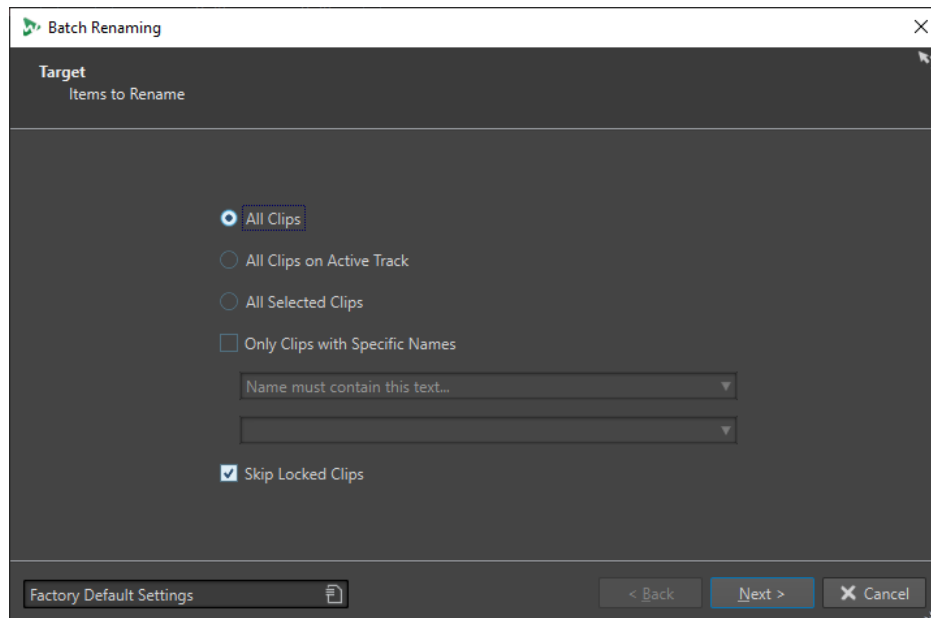 Batch Renaming
Target
Items to Rename
All Clips
All Clips on Active Track
All Selected Clips
Only Clips with Specific Names
Name must contain this text...
Skip Locked Clips
Factory Default Settings
< Back
Next >
Cancel